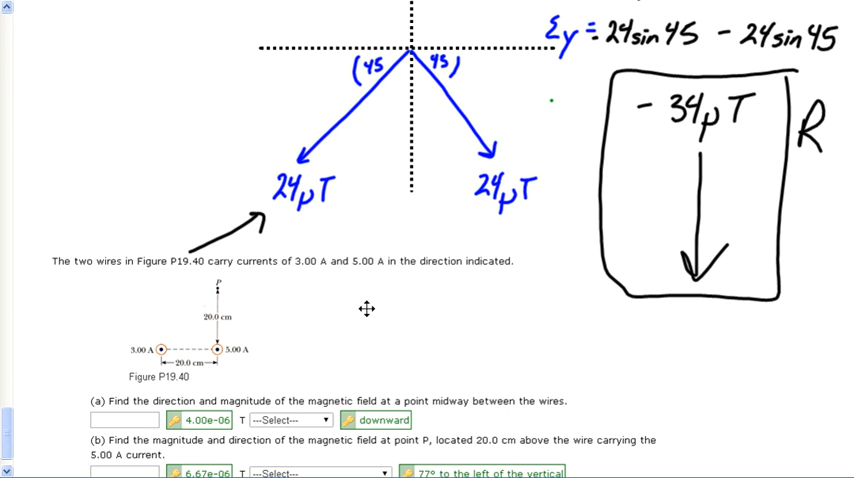 Σy = 24sin45 - 24sin45
(45 45)
- 34μT
R
24μT 24μT
The two wires in Figure P19.40 carry currents of 3.00 A and 5.00 A in the direction indicated.
P
20.0 cm
3.00 A 5.00 A
20.0 cm
Figure P19.40
(a) Find the direction and magnitude of the magnetic field at a point midway between the wires.
4.00e-06 T ---Select--- downward
(b) Find the magnitude and direction of the magnetic field at point P, located 20.0 cm above the wire carrying the
5.00 A current.
6.67e-06 T ---Select--- 77° to the left of the vertical